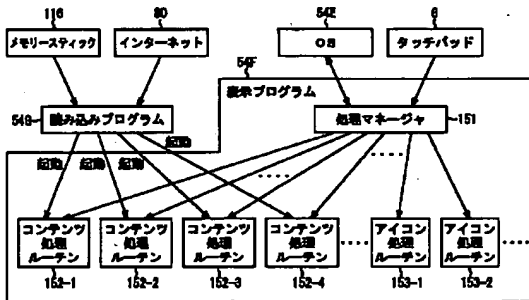 116 80 54E 6
メモリースティック インターネット OS タッチパッド
54F
表示プログラム
54G 読み込みプログラム 処理マネージャ 151
起動 起動 起動 起動
コンテンツ処理ルーテン コンテンツ処理ルーテン コンテンツ処理ルーテン コンテンツ処理ルーテン アイコン処理ルーテン アイコン処理ルーテン
152-1 152-2 152-3 152-4 153-1 153-2